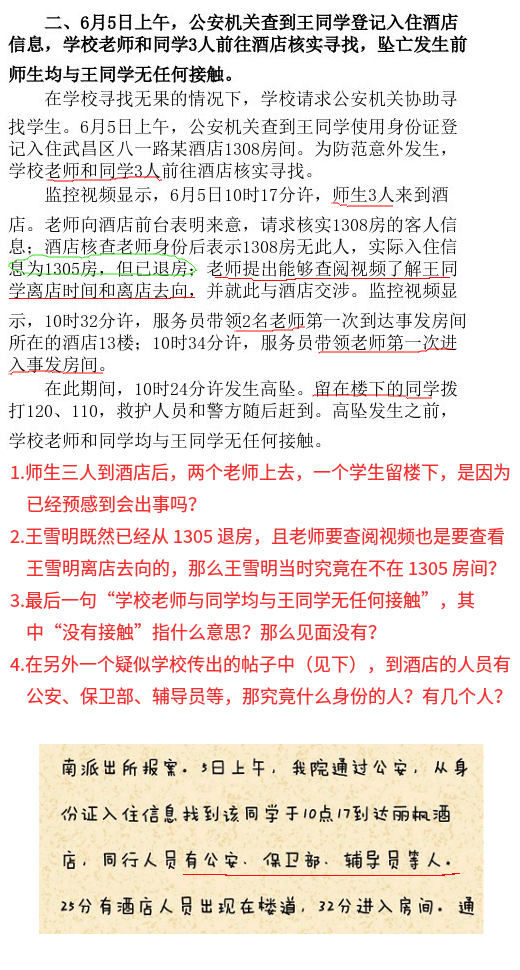 二、6月5日上午，公安机关查到王同学登记入住酒店
信息，学校老师和同学3人前往酒店核实寻找，坠亡发生前
师生均与王同学无任何接触。
在学校寻找无果的情况下，学校请求公安机关协助寻
找学生。6月5日上午，公安机关查到王同学使用身份证登
记入住武昌区八一路某酒店1308房间。为防范意外发生，
学校老师和同学3人前往酒店核实寻找。
监控视频显示，6月5日10时17分许，师生3人来到酒
店。老师向酒店前台表明来意，请求核实1308房的客人信
息；酒店核查老师身份后表示1308房无此人，实际入住信
息为1305房，但已退房；老师提出能够查阅视频了解王同
学离店时间和离店去向，并就此与酒店交涉。监控视频显
示，10时32分许，服务员带领2名老师第一次到达事发房间
所在的酒店13楼；10时34分许，服务员带领老师第一次进
入事发房间。
在此期间，10时24分许发生高坠。留在楼下的同学拨
打120、110，救护人员和警方随后赶到。高坠发生之前，
学校老师和同学均与王同学无任何接触。
1.师生三人到酒店后，两个老师上去，一个学生留楼下，是因为
已经预感到会出事吗？
2.王雪明既然已经从 1305 退房，且老师要查阅视频也是要查看
王雪明离店去向的，那么王雪明当时究竟在不在 1305 房间？
3.最后一句“学校老师与同学均与王同学无任何接触”，其
中“没有接触”指什么意思？那么见面没有？
4.在另外一个疑似学校传出的帖子中（见下），到酒店的人员有
公安、保卫部、辅导员等，那究竟什么身份的人？有几个人？
南派出所报案。5日上午，我院通过公安，从身
份证入住信息找到该同学于10点17到达丽枫酒
店，同行人员有公安、保卫部、辅导员等人。
25分有酒店人员出现在楼道，32分进入房间。通